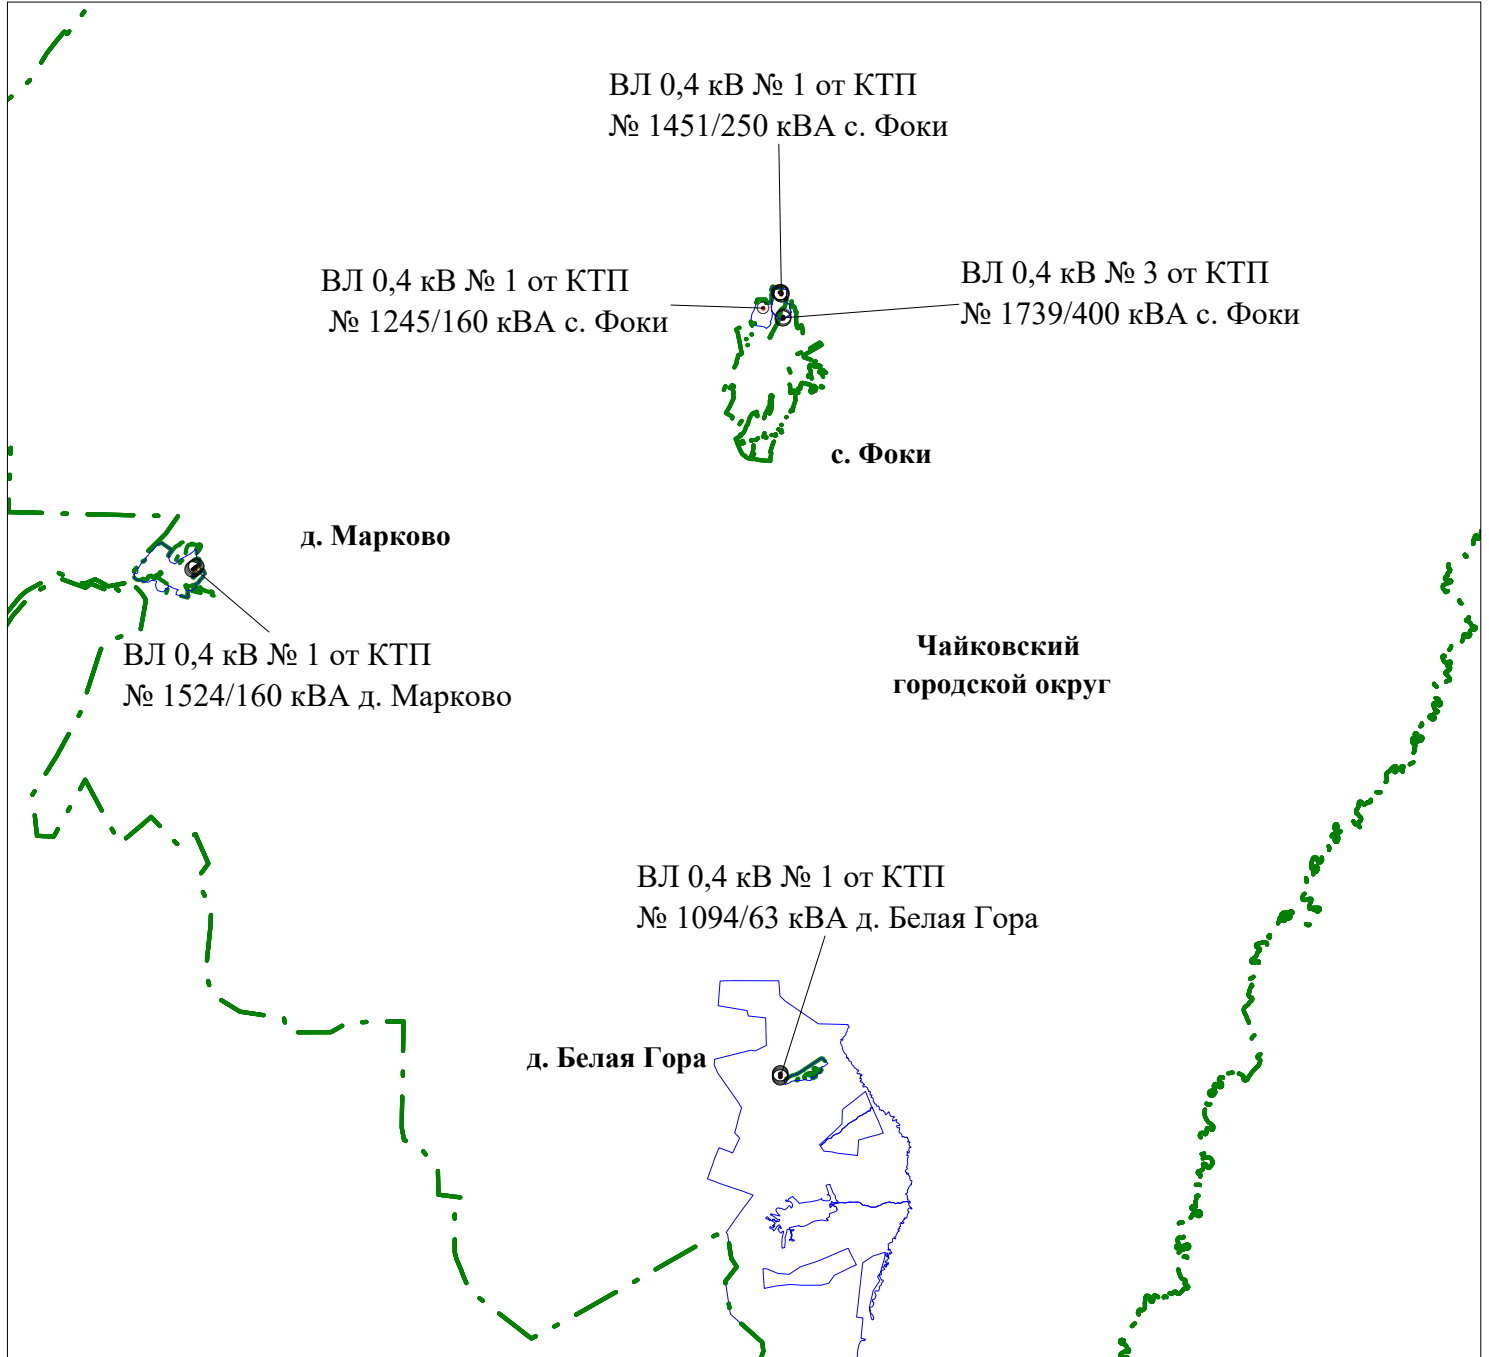 ВЛ 0,4 кВ № 1 от КТП
№ 1451/250 кВА с. Фоки
ВЛ 0,4 кВ № 1 от КТП
№ 1245/160 кВА с. Фоки
ВЛ 0,4 кВ № 3 от КТП
№ 1739/400 кВА с. Фоки
с. Фоки
д. Марково
ВЛ 0,4 кВ № 1 от КТП
№ 1524/160 кВА д. Марково
Чайковский
городской округ
ВЛ 0,4 кВ № 1 от КТП
№ 1094/63 кВА д. Белая Гора
д. Белая Гора